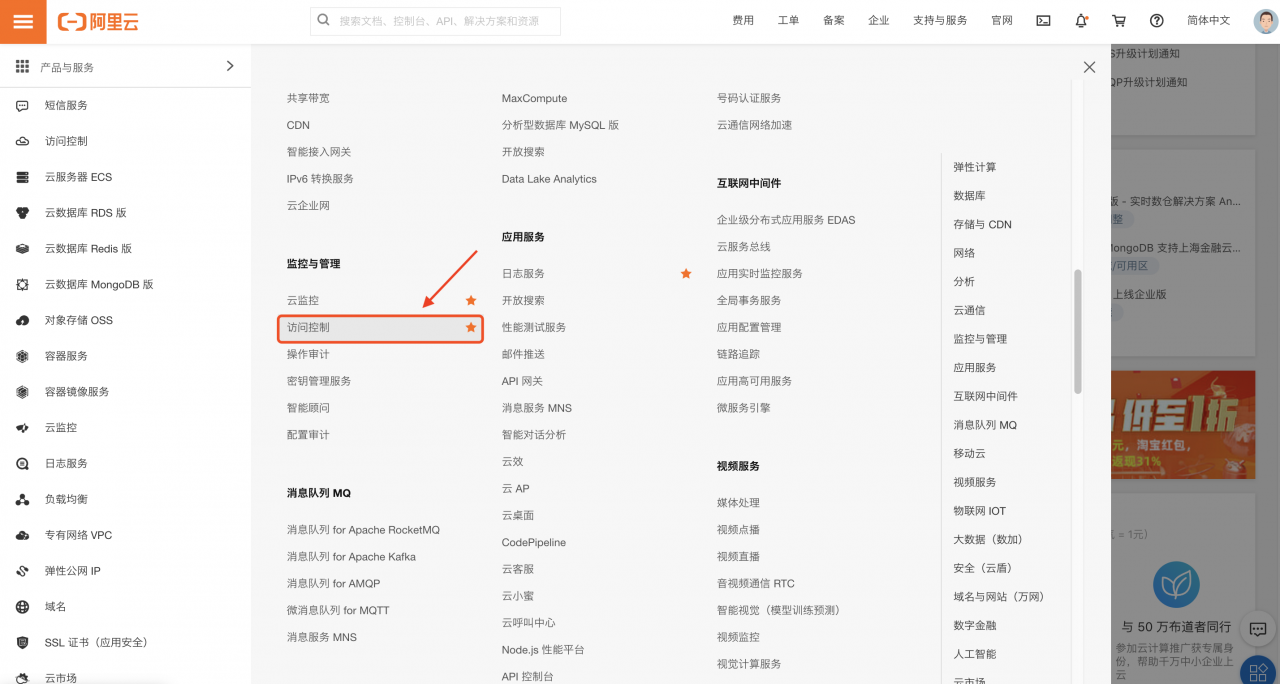 阿里云
搜索文档、控制台、API、解决方案和资源
费用
工单
备案
企业
支持与服务
官网
简体中文
产品与服务
短信服务
访问控制
云服务器 ECS
云数据库 RDS 版
云数据库 Redis 版
云数据库 MongoDB 版
对象存储 OSS
容器服务
容器镜像服务
云监控
日志服务
负载均衡
专有网络 VPC
弹性公网 IP
域名
SSL 证书（应用安全）
云市场
共享带宽
CDN
智能接入网关
IPv6 转换服务
云企业网
监控与管理
云监控
访问控制
操作审计
密钥管理服务
智能顾问
配置审计
消息队列 MQ
消息队列 for Apache RocketMQ
消息队列 for Apache Kafka
消息队列 for AMQP
微消息队列 for MQTT
消息服务 MNS
MaxCompute
分析型数据库 MySQL 版
开放搜索
Data Lake Analytics
应用服务
日志服务
开放搜索
性能测试服务
邮件推送
API 网关
消息服务 MNS
智能对话分析
云效
云 AP
云桌面
CodePipeline
云客服
云小蜜
云呼叫中心
Node.js 性能平台
API 控制台
号码认证服务
云通信网络加速
互联网中间件
企业级分布式应用服务 EDAS
云服务总线
应用实时监控服务
全局事务服务
应用配置管理
链路追踪
应用高可用服务
微服务引擎
视频服务
媒体处理
视频点播
视频直播
音视频通信 RTC
智能视觉（模型训练预测）
视频监控
视觉计算服务
弹性计算
数据库
存储与 CDN
网络
分析
云通信
监控与管理
应用服务
互联网中间件
消息队列 MQ
移动云
视频服务
物联网 IOT
大数据（数加）
安全（云盾）
域名与网站（万网）
数字金融
人工智能
云市场
S升级计划通知
QP升级计划通知
版 - 实时数仓解决方案 An...
整
MongoDB 支持上海金融云...
/可用区
上线企业版
低至1折
元，淘宝红包，
返现31%
= 1元）
与 50 万布道者同行
参加云计算推广获专属身
份，帮助千万中小企业上
云